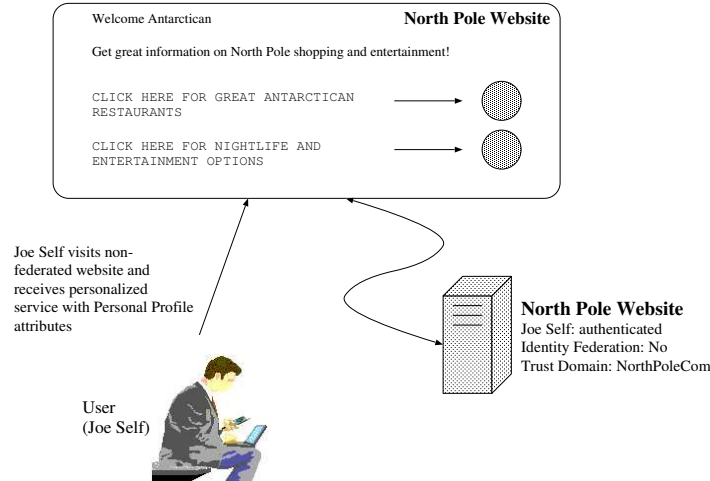 Welcome Antarctican
North Pole Website
Get great information on North Pole shopping and entertainment!
CLICK HERE FOR GREAT ANTARCTICAN
RESTAURANTS
CLICK HERE FOR NIGHTLIFE AND
ENTERTAINMENT OPTIONS
Joe Self visits non-
federated website and
receives personalized
service with Personal Profile
attributes
North Pole Website
Joe Self: authenticated
Identity Federation: No
Trust Domain: NorthPoleCom
User
(Joe Self)